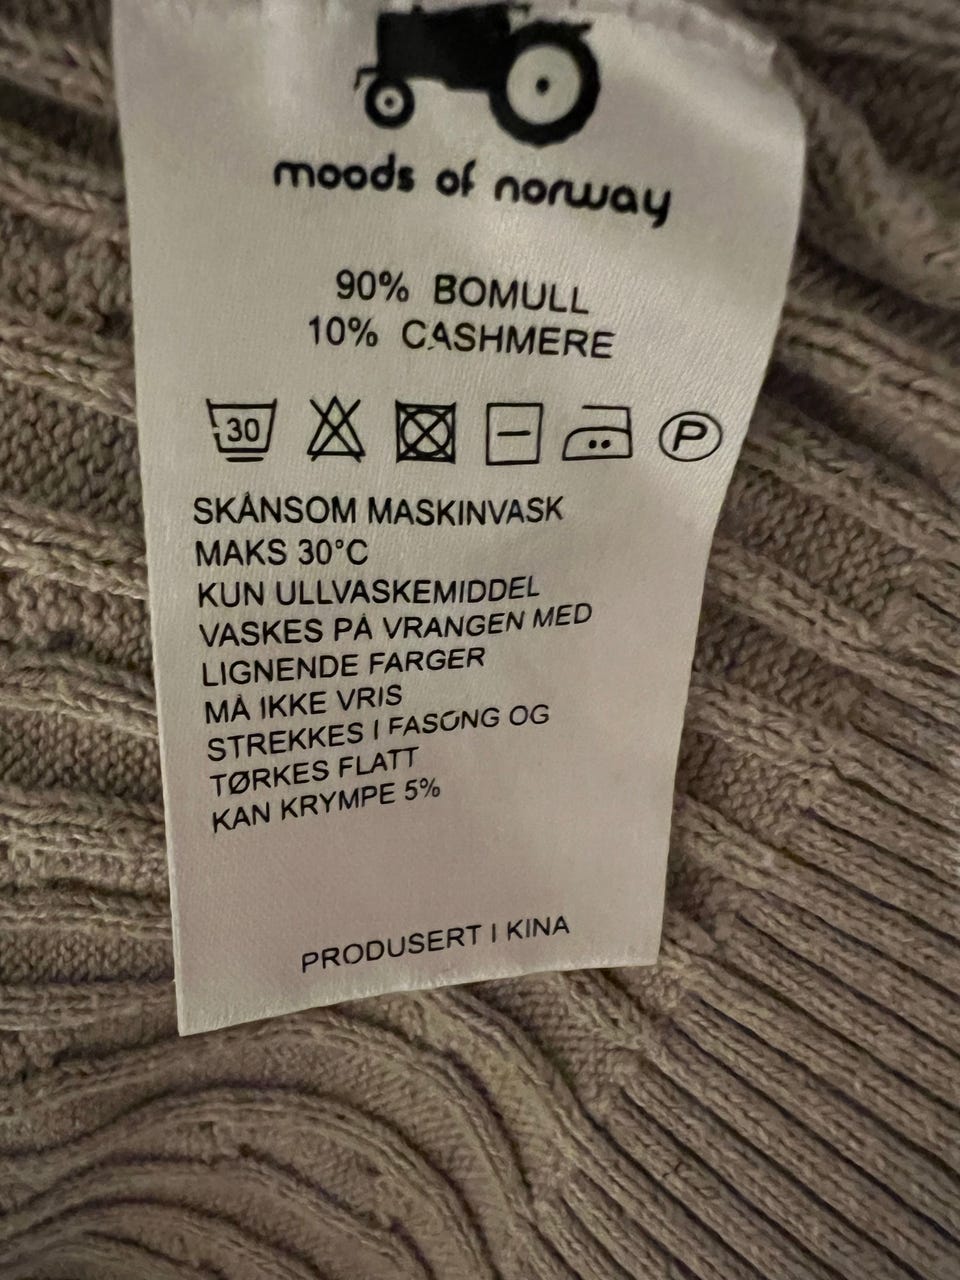 moods of norway
90% BOMULL
10% CASHMERE
30 P
SKÅNSOM MASKINVASK
MAKS 30°C
KUN ULLVASKEMIDDEL
VASKES PÅ VRANGEN MED
LIGNENDE FARGER
MÅ IKKE VRIS
STREKKES I FASONG OG
TØRKES FLATT
KAN KRYMPE 5%
PRODUSERT I KINA